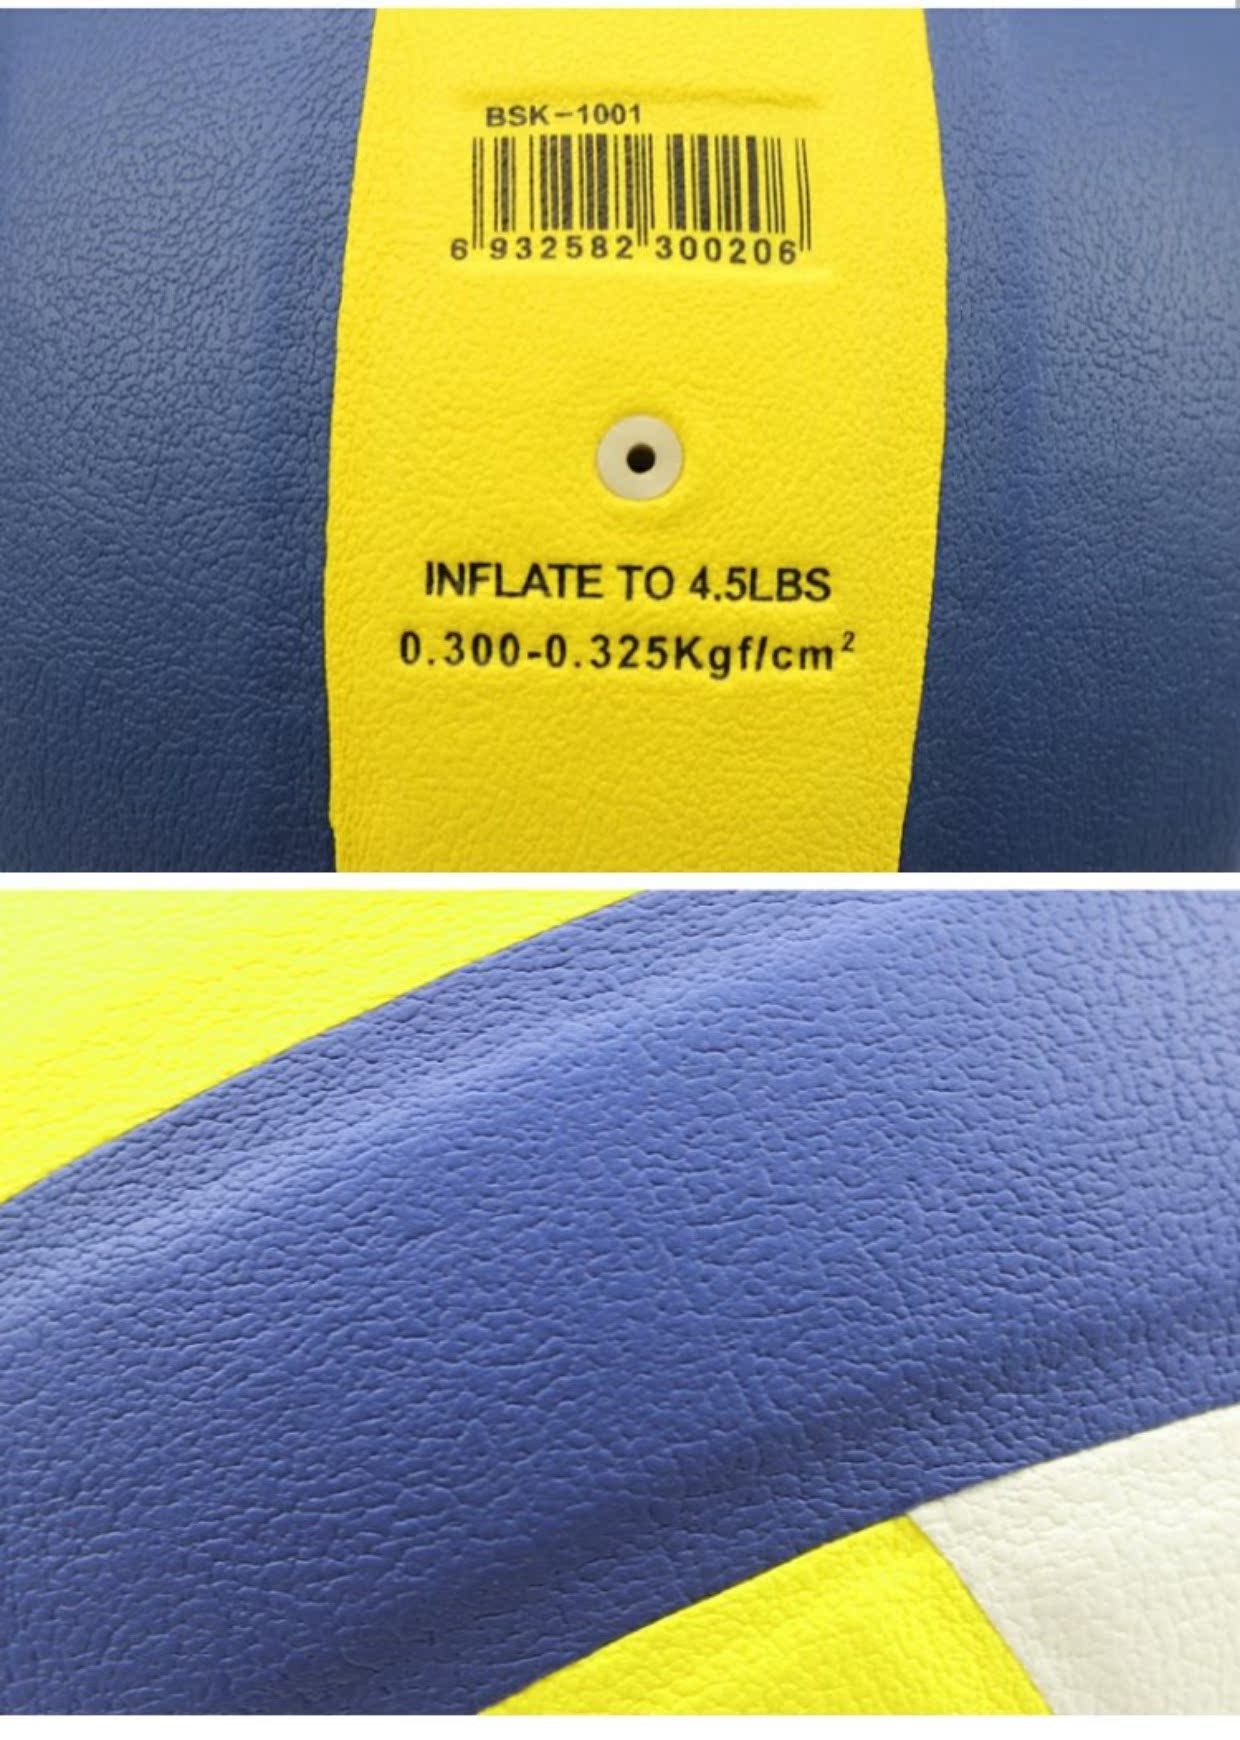 BSK-1001
6 932582 300206
INFLATE TO 4.5LBS
0.300-0.325Kgf/cm²